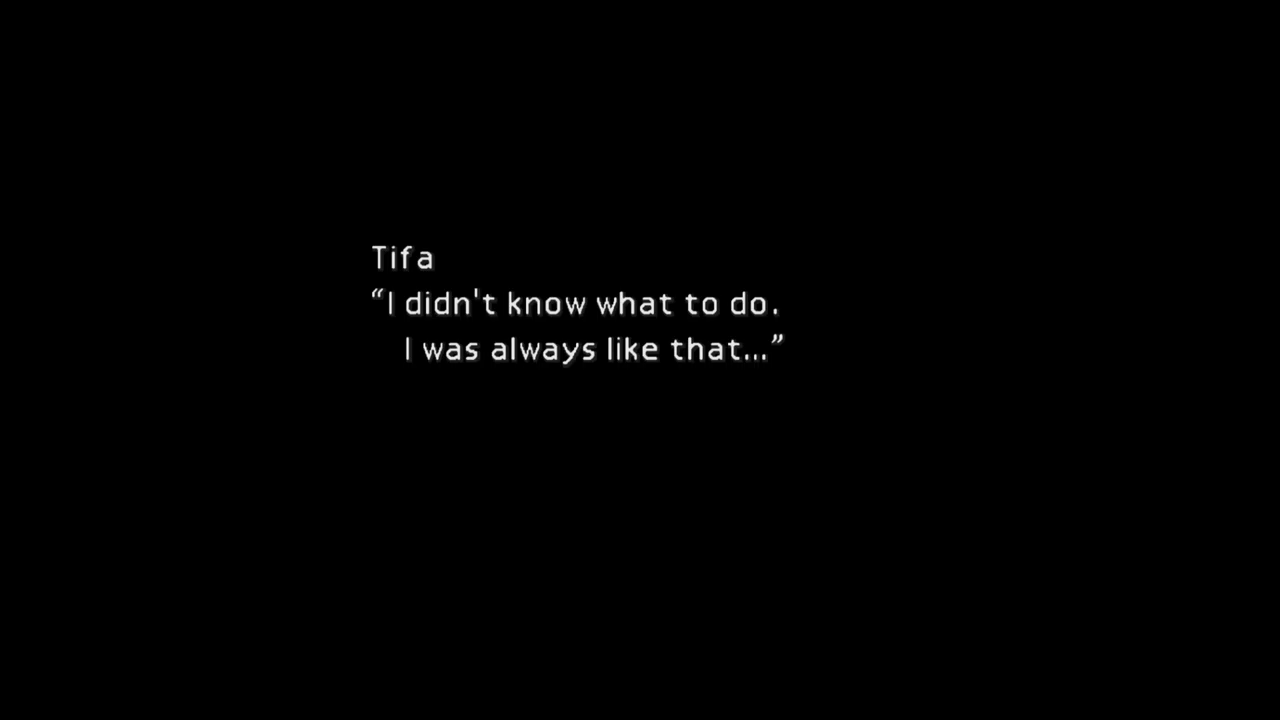 Tifa
“I didn't know what to do.
I was always like that...”